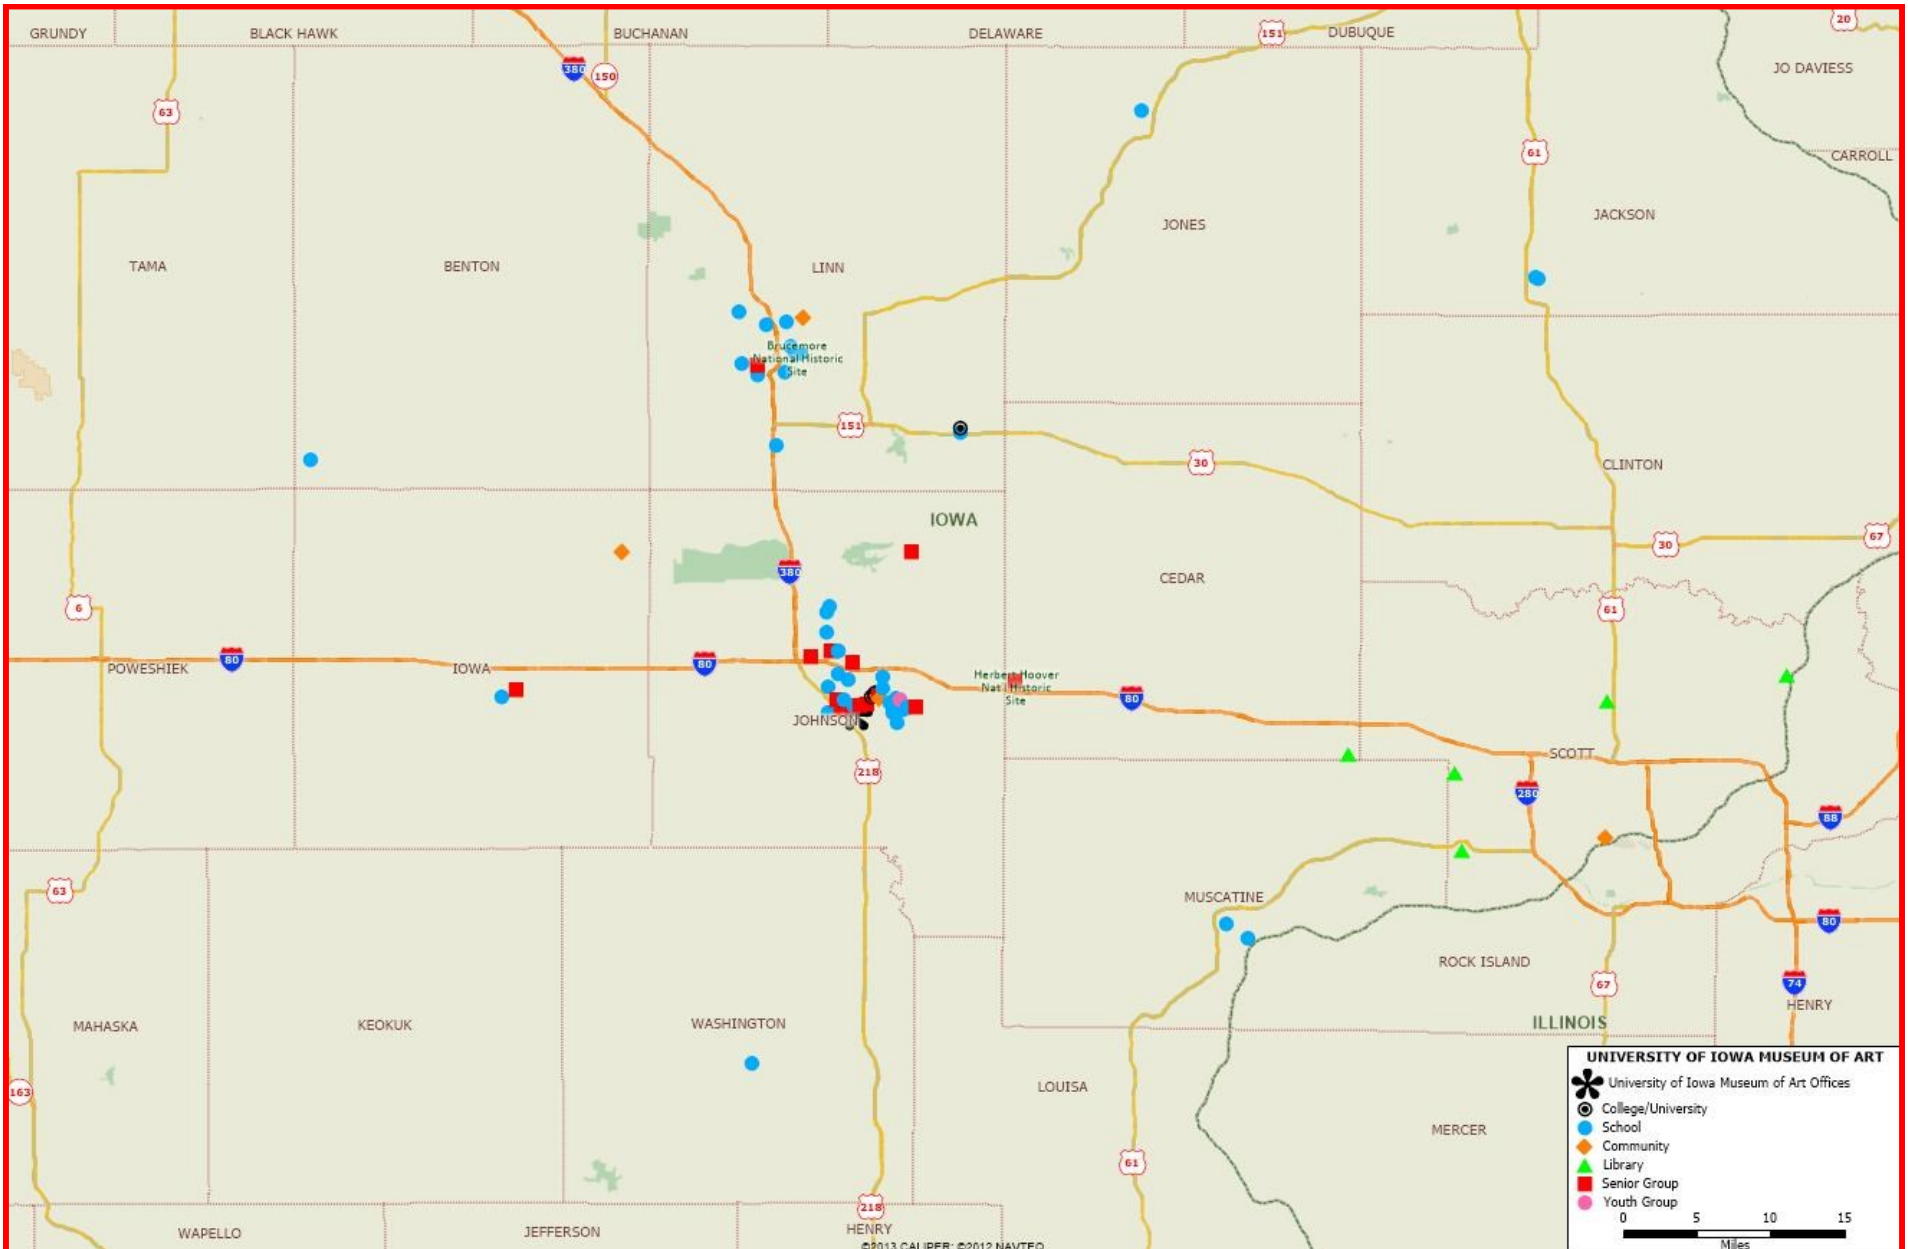 GRUNDY
BLACK HAWK
BUCHANAN
DELAWARE
151
DUBUQUE
20
380
150
JO DAVIESS
63
61
CARROLL
JACKSON
JONES
TAMA
BENTON
LINN
Brucemore
National Historic
Site
151
30
CLINTON
IOWA
30
67
380
CEDAR
6
61
POWESHIEK
80
IOWA
80
Herbert Hoover
Nat'l Historic
Site
80
JOHNSON
SCOTT
218
280
88
63
MUSCATINE
80
ROCK ISLAND
67
74
HENRY
MAHASKA
KEOKUK
WASHINGTON
ILLINOIS
163
LOUISA
MERCER
61
218
WAPELLO
JEFFERSON
HENRY
©2013 CALIPER; ©2012 NAVTEQ
UNIVERSITY OF IOWA MUSEUM OF ART
University of Iowa Museum of Art Offices
College/University
School
Community
Library
Senior Group
Youth Group
0 5 10 15
Miles